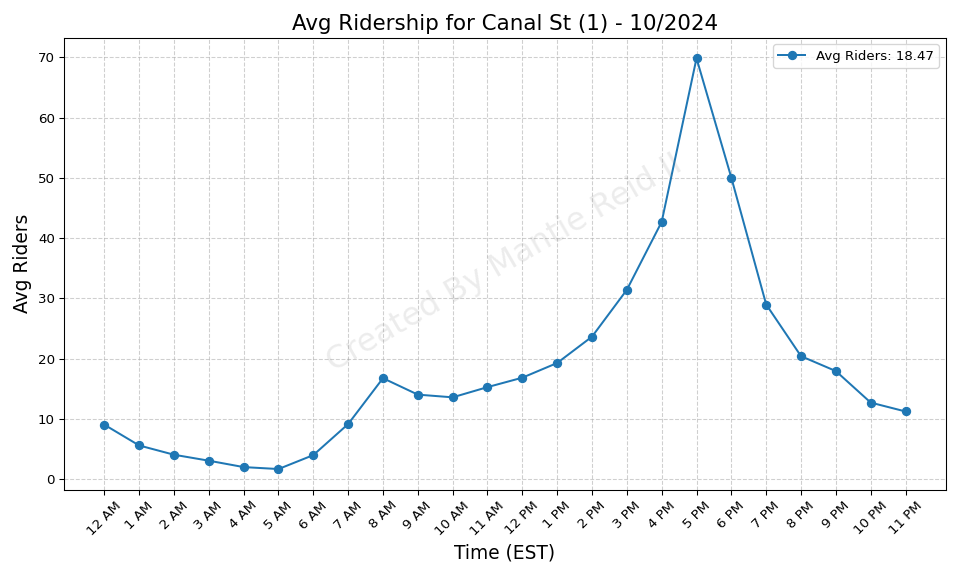 Avg Ridership for Canal St (1) - 10/2024
Avg Riders: 18.47
Created By Mantie Reid II
Avg Riders
70
60
50
40
30
20
10
0
12 AM
1 AM
2 AM
3 AM
4 AM
5 AM
6 AM
7 AM
8 AM
9 AM
10 AM
11 AM
12 PM
1 PM
2 PM
3 PM
4 PM
5 PM
6 PM
7 PM
8 PM
9 PM
10 PM
11 PM
Time (EST)